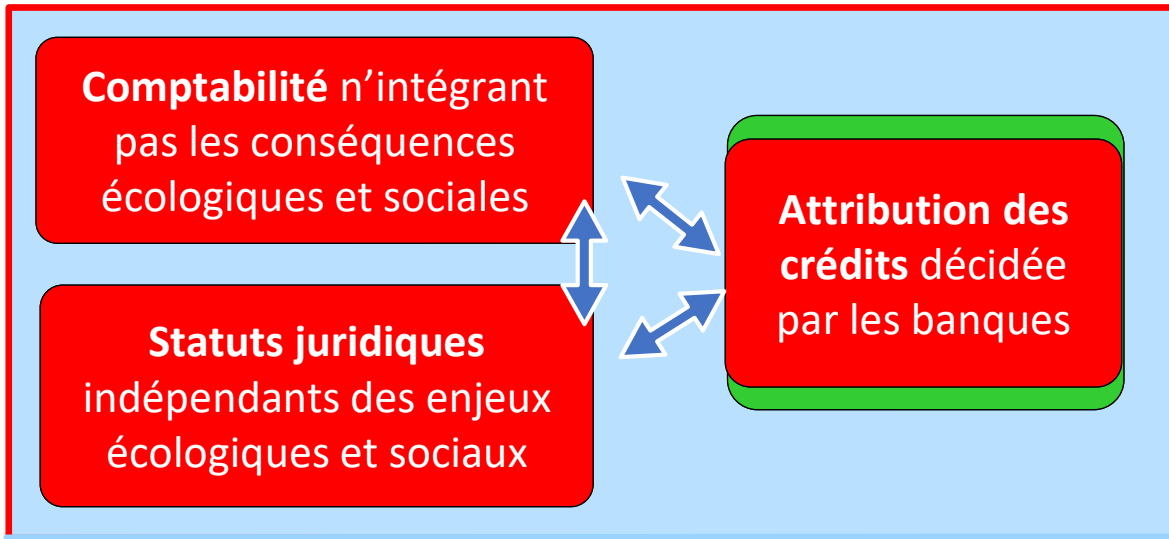 Comptabilité n’intégrant
pas les conséquences
écologiques et sociales
Statuts juridiques
indépendants des enjeux
écologiques et sociaux
Attribution des
crédits décidée
par les banques